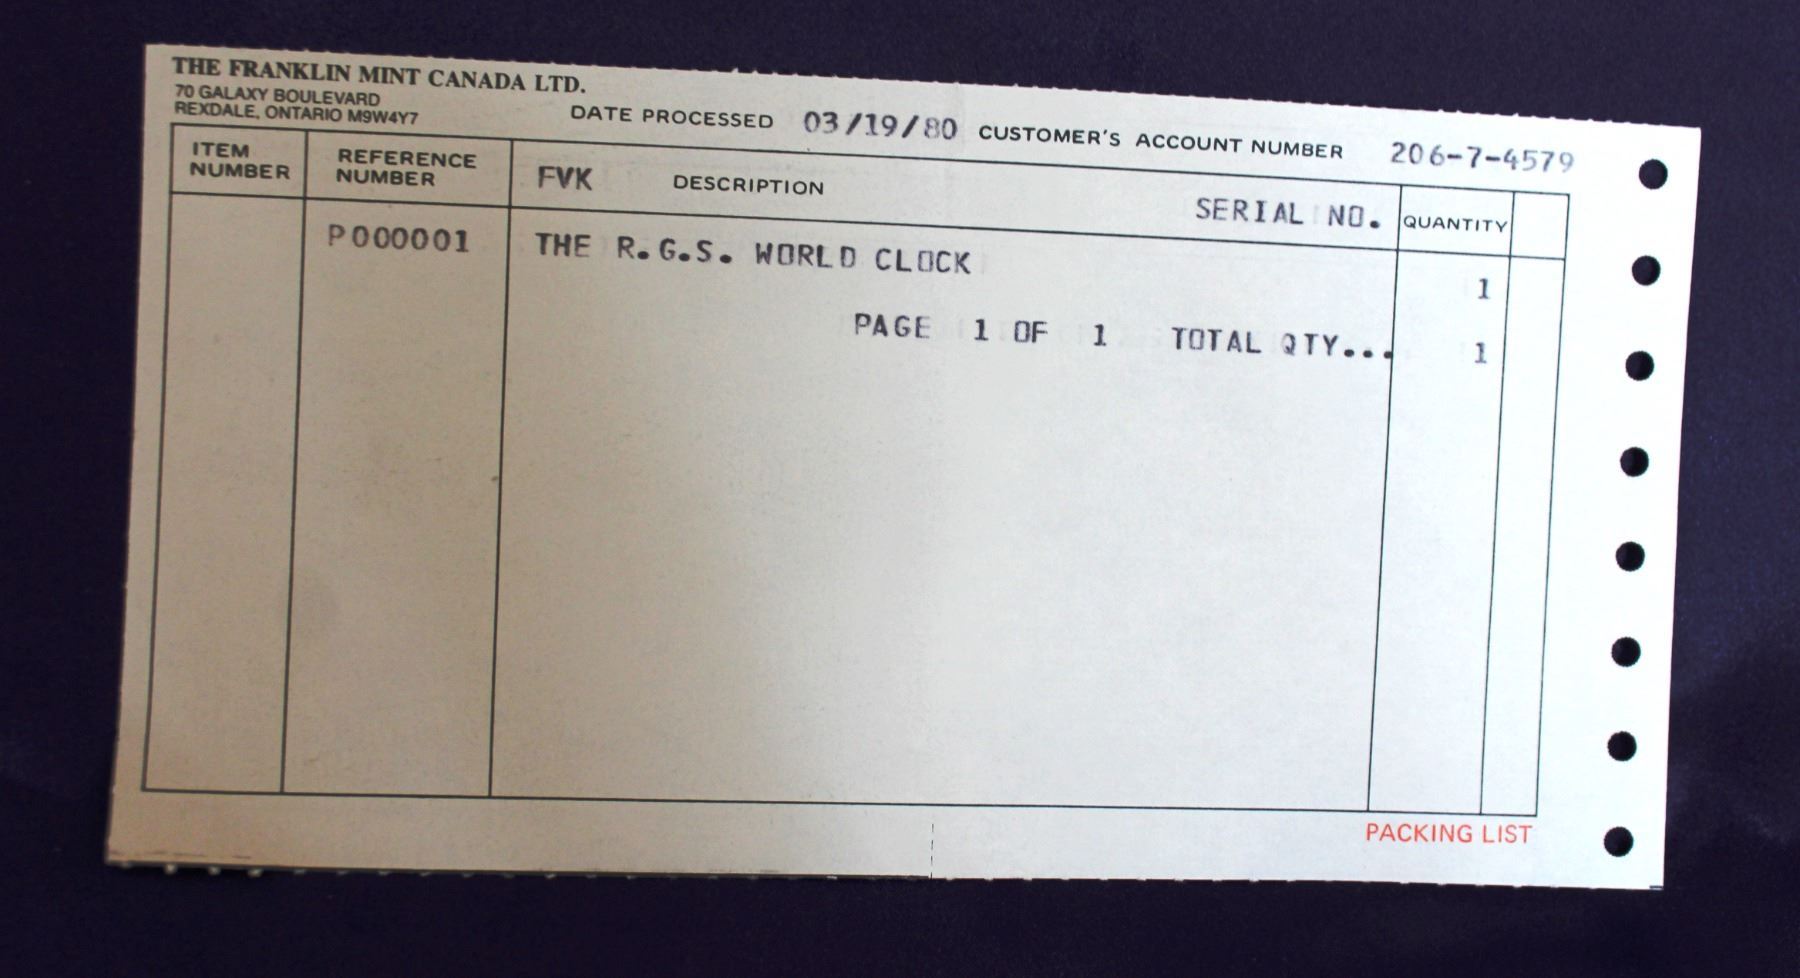 THE FRANKLIN MINT CANADA LTD.
70 GALAXY BOULEVARD
REXDALE, ONTARIO M9W4Y7
DATE PROCESSED 03/19/80 CUSTOMER'S ACCOUNT NUMBER 206-7-4579
ITEM NUMBER REFERENCE NUMBER FVK DESCRIPTION SERIAL NO. QUANTITY
P000001 THE R.G.S. WORLD CLOCK 1
PAGE 1 OF 1 TOTAL QTY... 1
PACKING LIST